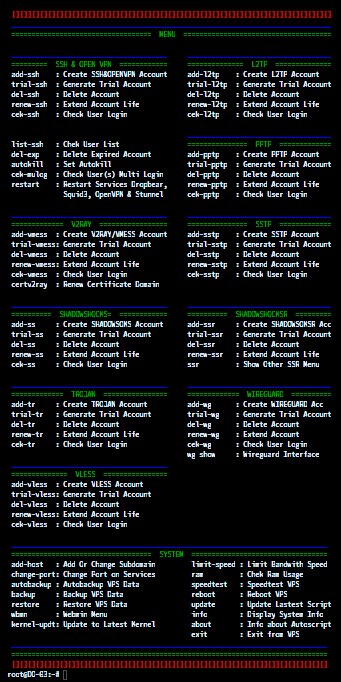 MENU
SSH & OPEN VPN
add-ssh : Create SSH&OPENVPN Account
trial-ssh : Generate Trial Account
del-ssh : Delete Account
renew-ssh : Extend Account Life
cek-ssh : Check User Login
list-ssh : Chek User List
del-exp : Delete Expired Account
autokill : Set Autokill
cek-mulog : Check User(s) Multi Login
restart : Restart Services Dropbear,
Squid3, OpenVPN & Stunnel
L2TP
add-l2tp : Create L2TP Account
trial-l2tp : Generate Trial Account
del-l2tp : Delete Account
renew-l2tp : Extend Account Life
cek-l2tp : Check User Login
PPTP
add-pptp : Create PPTP Account
trial-pptp : Generate Trial Account
del-pptp : Delete Account
renew-pptp : Extend Account Life
cek-pptp : Check User Login
V2RAY
add-vmess : Create V2RAY/VMESS Account
trial-vmess: Generate Trial Account
del-vmess : Delete Account
renew-vmess: Extend Account Life
cek-vmess : Check User Login
certv2ray : Renew Certificate Domain
SSTP
add-sstp : Create SSTP Account
trial-sstp : Generate Trial Account
del-sstp : Delete Account
renew-sstp : Extend Account Life
cek-sstp : Check User Login
SHADOWSHOCKS=
add-ss : Create SHADOWSOKS Account
trial-ss : Generate Trial Account
del-ss : Delete Account
renew-ss : Extend Account Life
cek-ss : Check User Login
SHADOWSHOCKSR
add-ssr : Create SHADOWSOKSR Acc
trial-ssr : Generate Trial Account
del-ssr : Delete Account
renew-ssr : Extend Account Life
ssr : Show Other SSR Menu
TROJAN
add-tr : Create TROJAN Account
trial-tr : Generate Trial Account
del-tr : Delete Account
renew-tr : Extend Account Life
cek-tr : Check User Login
WIREGUARD
add-wg : Create WIREGUARD Acc
trial-wg : Generate Trial Account
del-wg : Delete Account
renew-wg : Extend Account Life
cek-wg : Check User Login
wg show : Wireguard Interface
VLESS
add-vless : Create VLESS Account
trial-vless: Generate Trial Account
del-vless : Delete Account
renew-vless: Extend Account Life
cek-vless : Check User Login
SYSTEM
add-host : Add Or Change Subdomain
change-port: Change Port on Services
autobackup : Autobackup VPS Data
backup : Backup VPS Data
restore : Restore VPS Data
wbmn : Webmin Menu
kernel-updt: Update to Latest Kernel
limit-speed : Limit Bandwith Speed
ram : Chek Ram Usage
speedtest : Speedtest VPS
reboot : Reboot VPS
update : Update Lastest Script
info : Display System Info
about : Info about Autoscript
exit : Exit from VPS
root@DO-03:~#